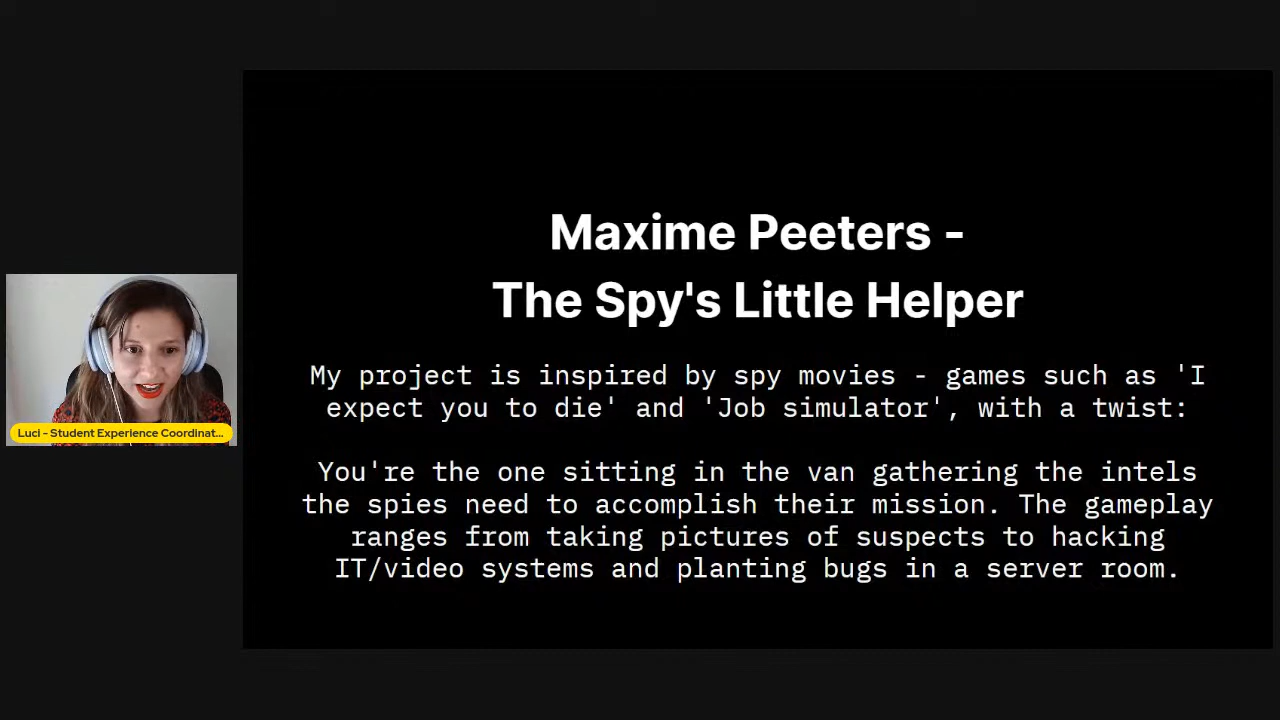 Maxime Peeters -
The Spy's Little Helper
My project is inspired by spy movies - games such as 'I
expect you to die' and 'Job simulator', with a twist:
You're the one sitting in the van gathering the intels
the spies need to accomplish their mission. The gameplay
ranges from taking pictures of suspects to hacking
IT/video systems and planting bugs in a server room.
Luci - Student Experience Coordinat...